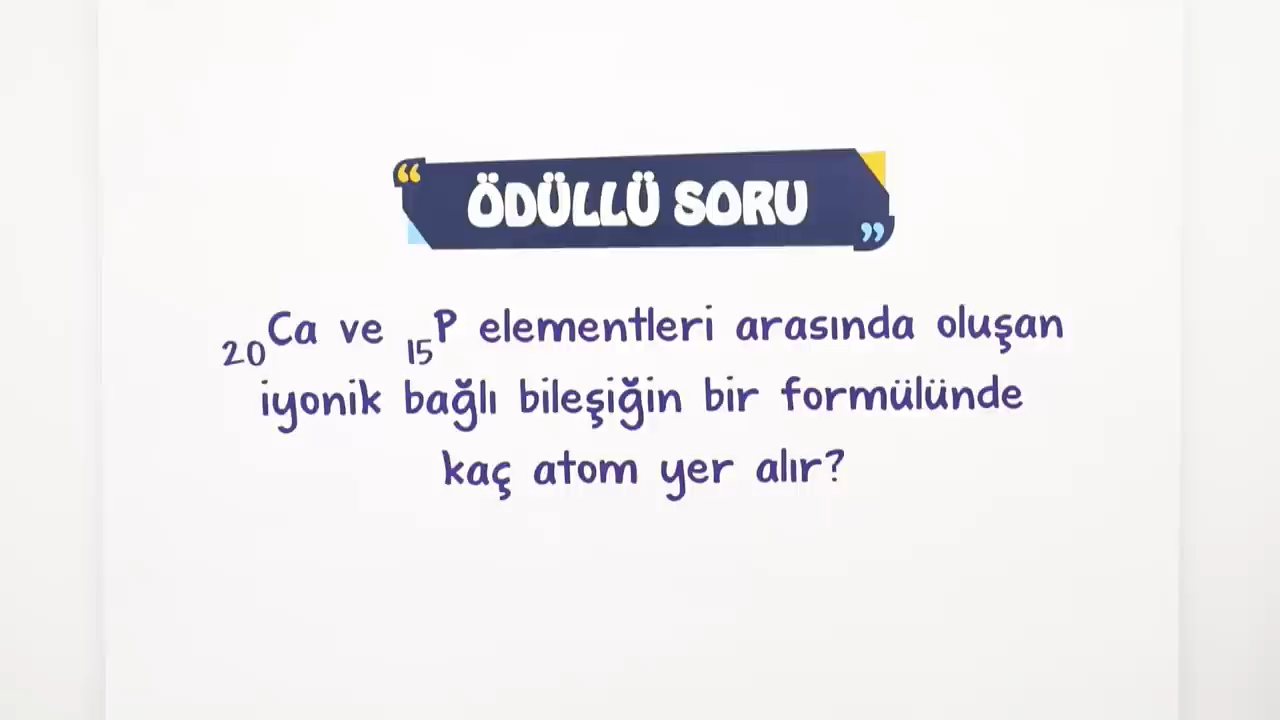 “ ÖDÜLLÜ SORU ”
₂₀Ca ve ₁₅P elementleri arasında oluşan
iyonik bağlı bileşiğin bir formülünde
kaç atom yer alır?